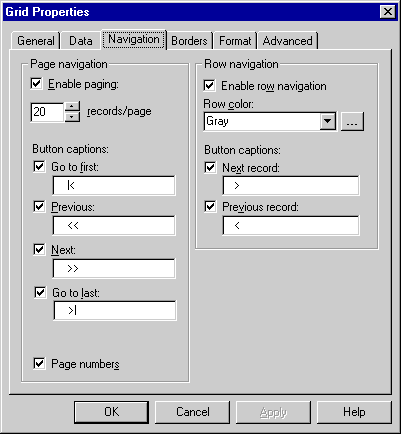 Grid Properties
General Data Navigation Borders Format Advanced
Page navigation
Enable paging:
20 records/page
Button captions:
Go to first:
|<
Previous:
<<
Next:
>>
Go to last:
>|
Page numbers
Row navigation
Enable row navigation
Row color:
Gray ...
Button captions:
Next record:
>
Previous record:
<
OK Cancel Apply Help